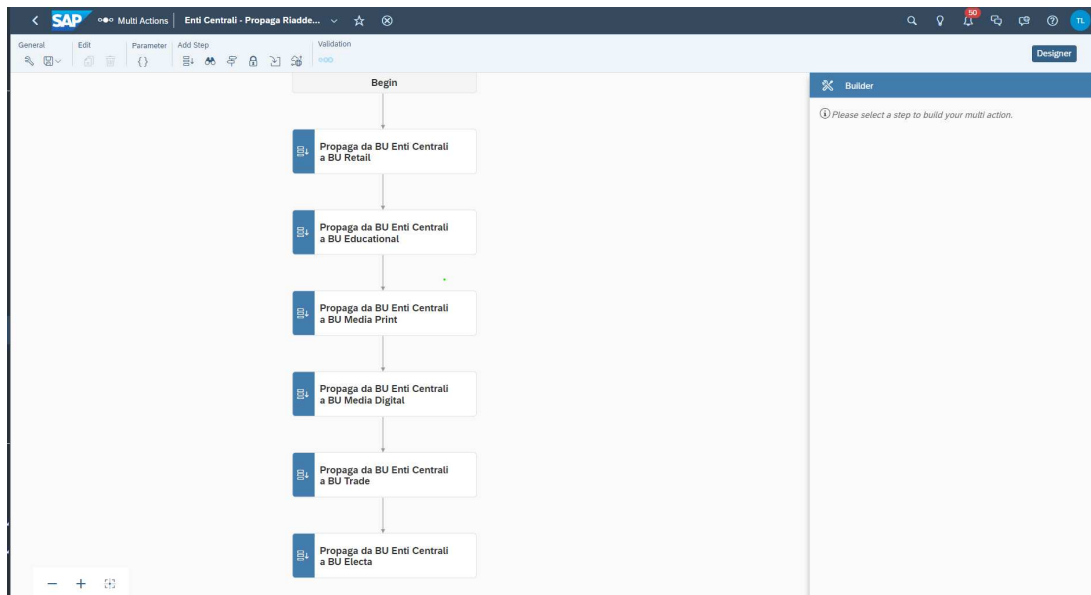 SAP Multi Actions Enti Centrali - Propaga Riadde... 50 TL
General Edit Parameter Add Step Validation
Designer
Begin
Builder
Please select a step to build your multi action.
Propaga da BU Enti Centrali
a BU Retail
Propaga da BU Enti Centrali
a BU Educational
Propaga da BU Enti Centrali
a BU Media Print
Propaga da BU Enti Centrali
a BU Media Digital
Propaga da BU Enti Centrali
a BU Trade
Propaga da BU Enti Centrali
a BU Electa